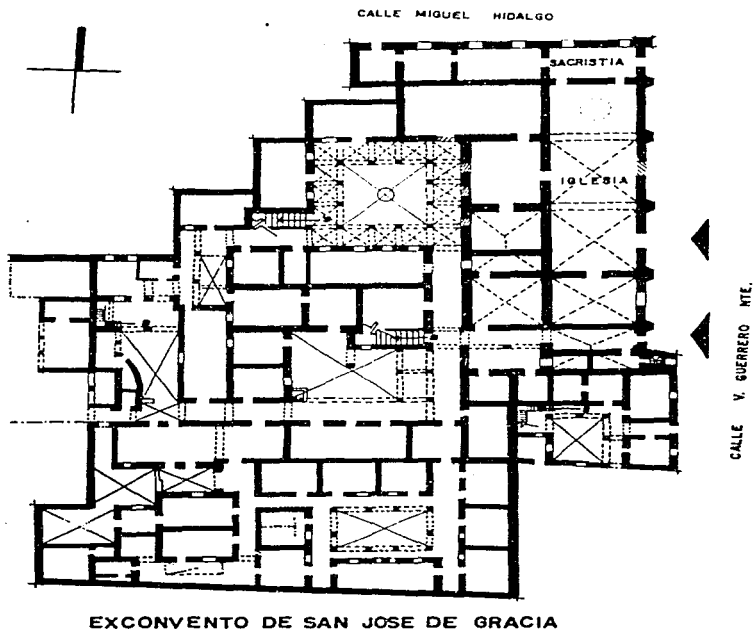 CALLE MIGUEL HIDALGO
SACRISTIA
IGLESIA
CALLE V. GUERRERO NTE.
EXCONVENTO DE SAN JOSE DE GRACIA